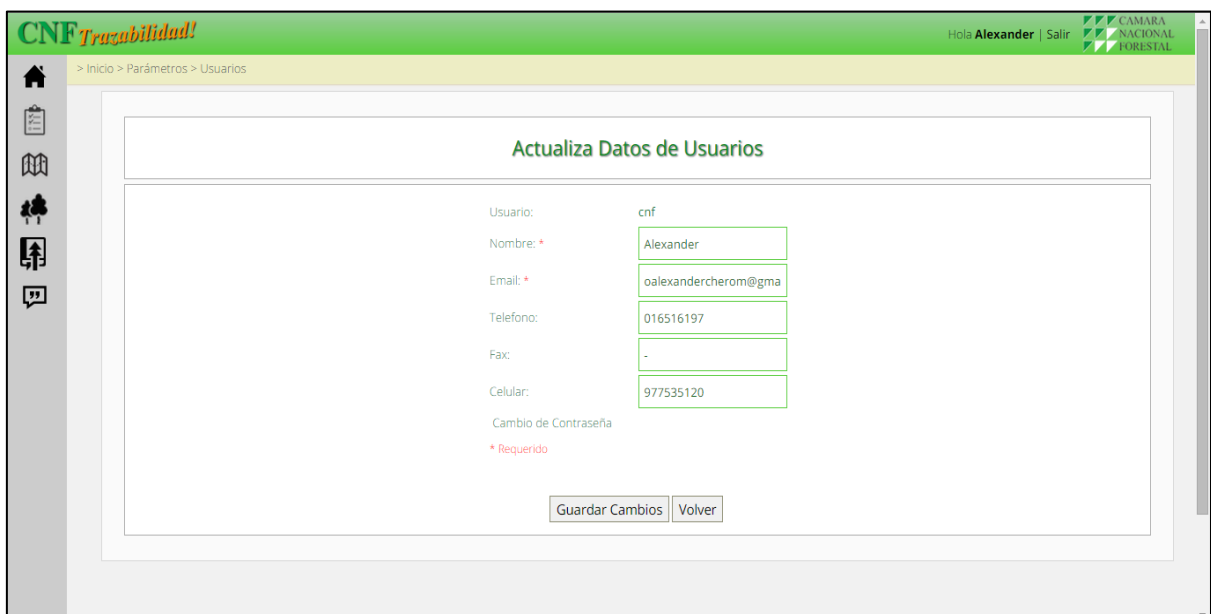 CNF Trazabilidad!
Hola Alexander | Salir
CAMARA
NACIONAL
FORESTAL
> Inicio > Parámetros > Usuarios
Actualiza Datos de Usuarios
Usuario: cnf
Nombre: * Alexander
Email: * oalexandercherom@gma
Telefono: 016516197
Fax: -
Celular: 977535120
Cambio de Contraseña
* Requerido
Guardar Cambios Volver